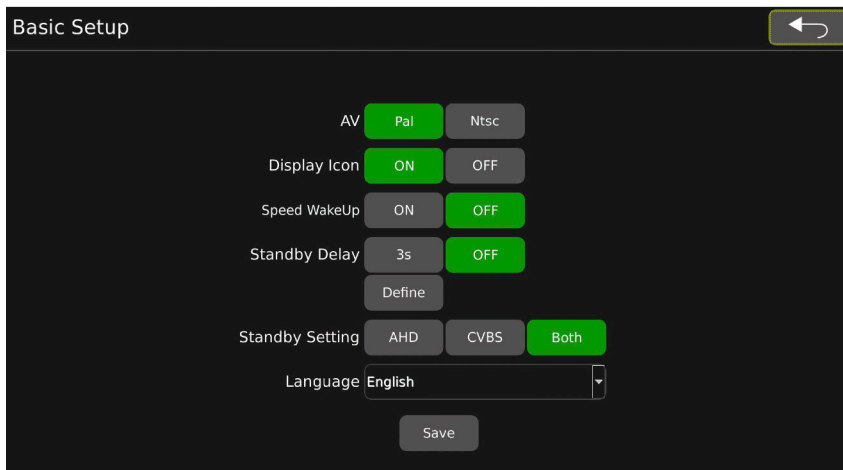 Basic Setup
AV Pal Ntsc
Display Icon ON OFF
Speed WakeUp ON OFF
Standby Delay 3s OFF
Define
Standby Setting AHD CVBS Both
Language English
Save